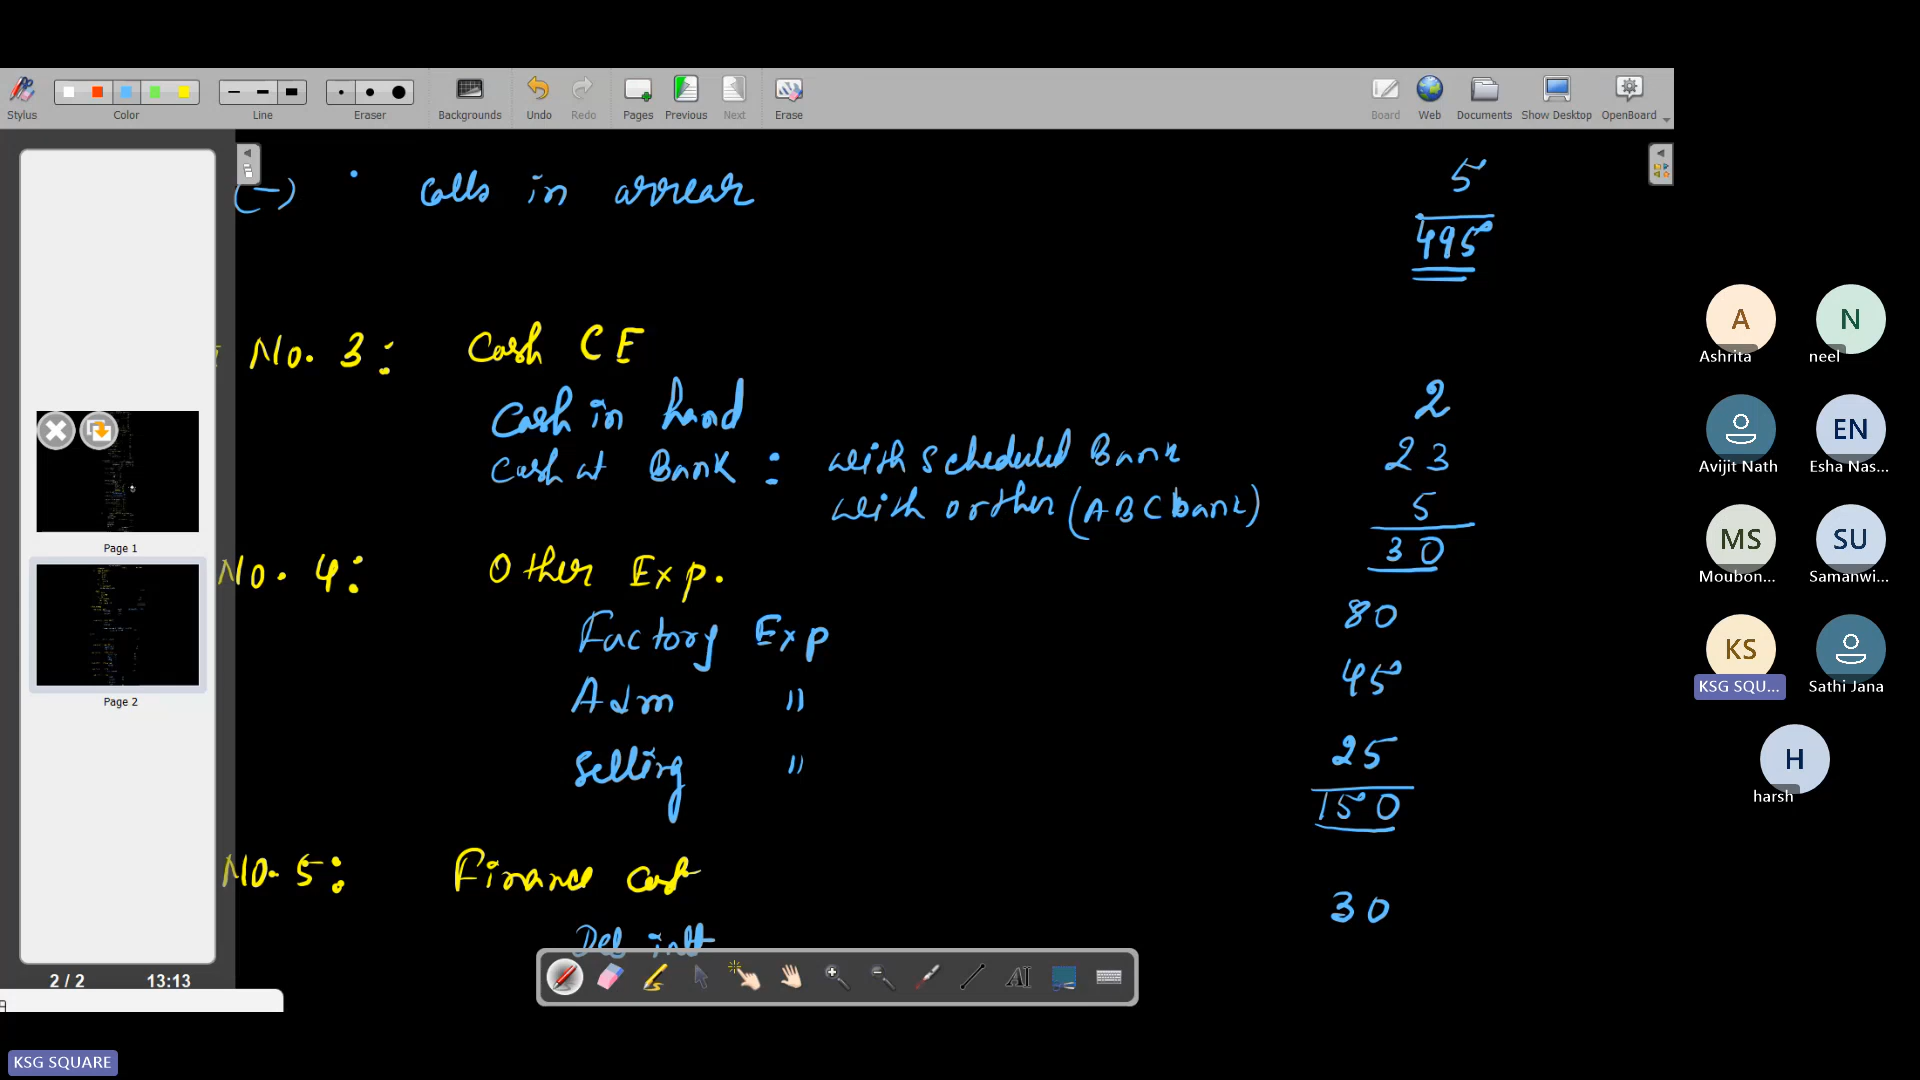 Stylus
Color
Line
Eraser
Backgrounds
Undo
Redo
Pages
Previous
Next
Erase
Board
Web
Documents
Show Desktop
OpenBoard
(-) calls in arrear 5
495
No. 3: Cash C E
Cash in hand 2
Cash at Bank : with scheduled Bank 23
with orther (ABC bank) 5
30
No. 4: Other Exp.
Factory Exp 80
Adm " 45
Selling " 25
150
No. 5: Finance cost
Deb intt 30
Page 1
Page 2
2 / 2 13:13
A
Ashrita
N
neel
Avijit Nath
EN
Esha Nas...
MS
Moubon...
SU
Samanwi...
KS
KSG SQU...
Sathi Jana
H
harsh
AI
KSG SQUARE